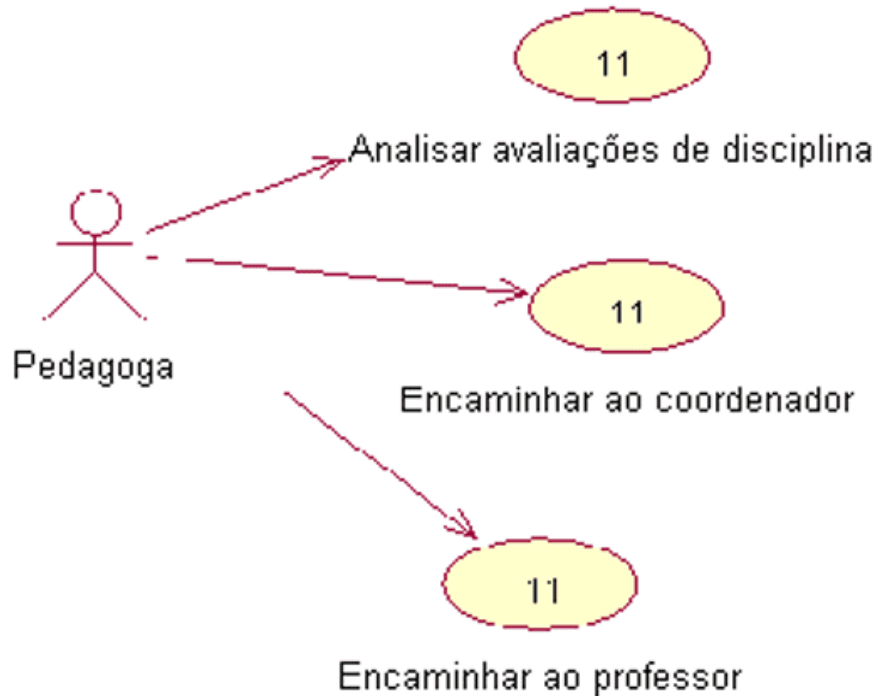 11
Analisar avaliações de disciplina
Pedagoga
11
Encaminhar ao coordenador
11
Encaminhar ao professor